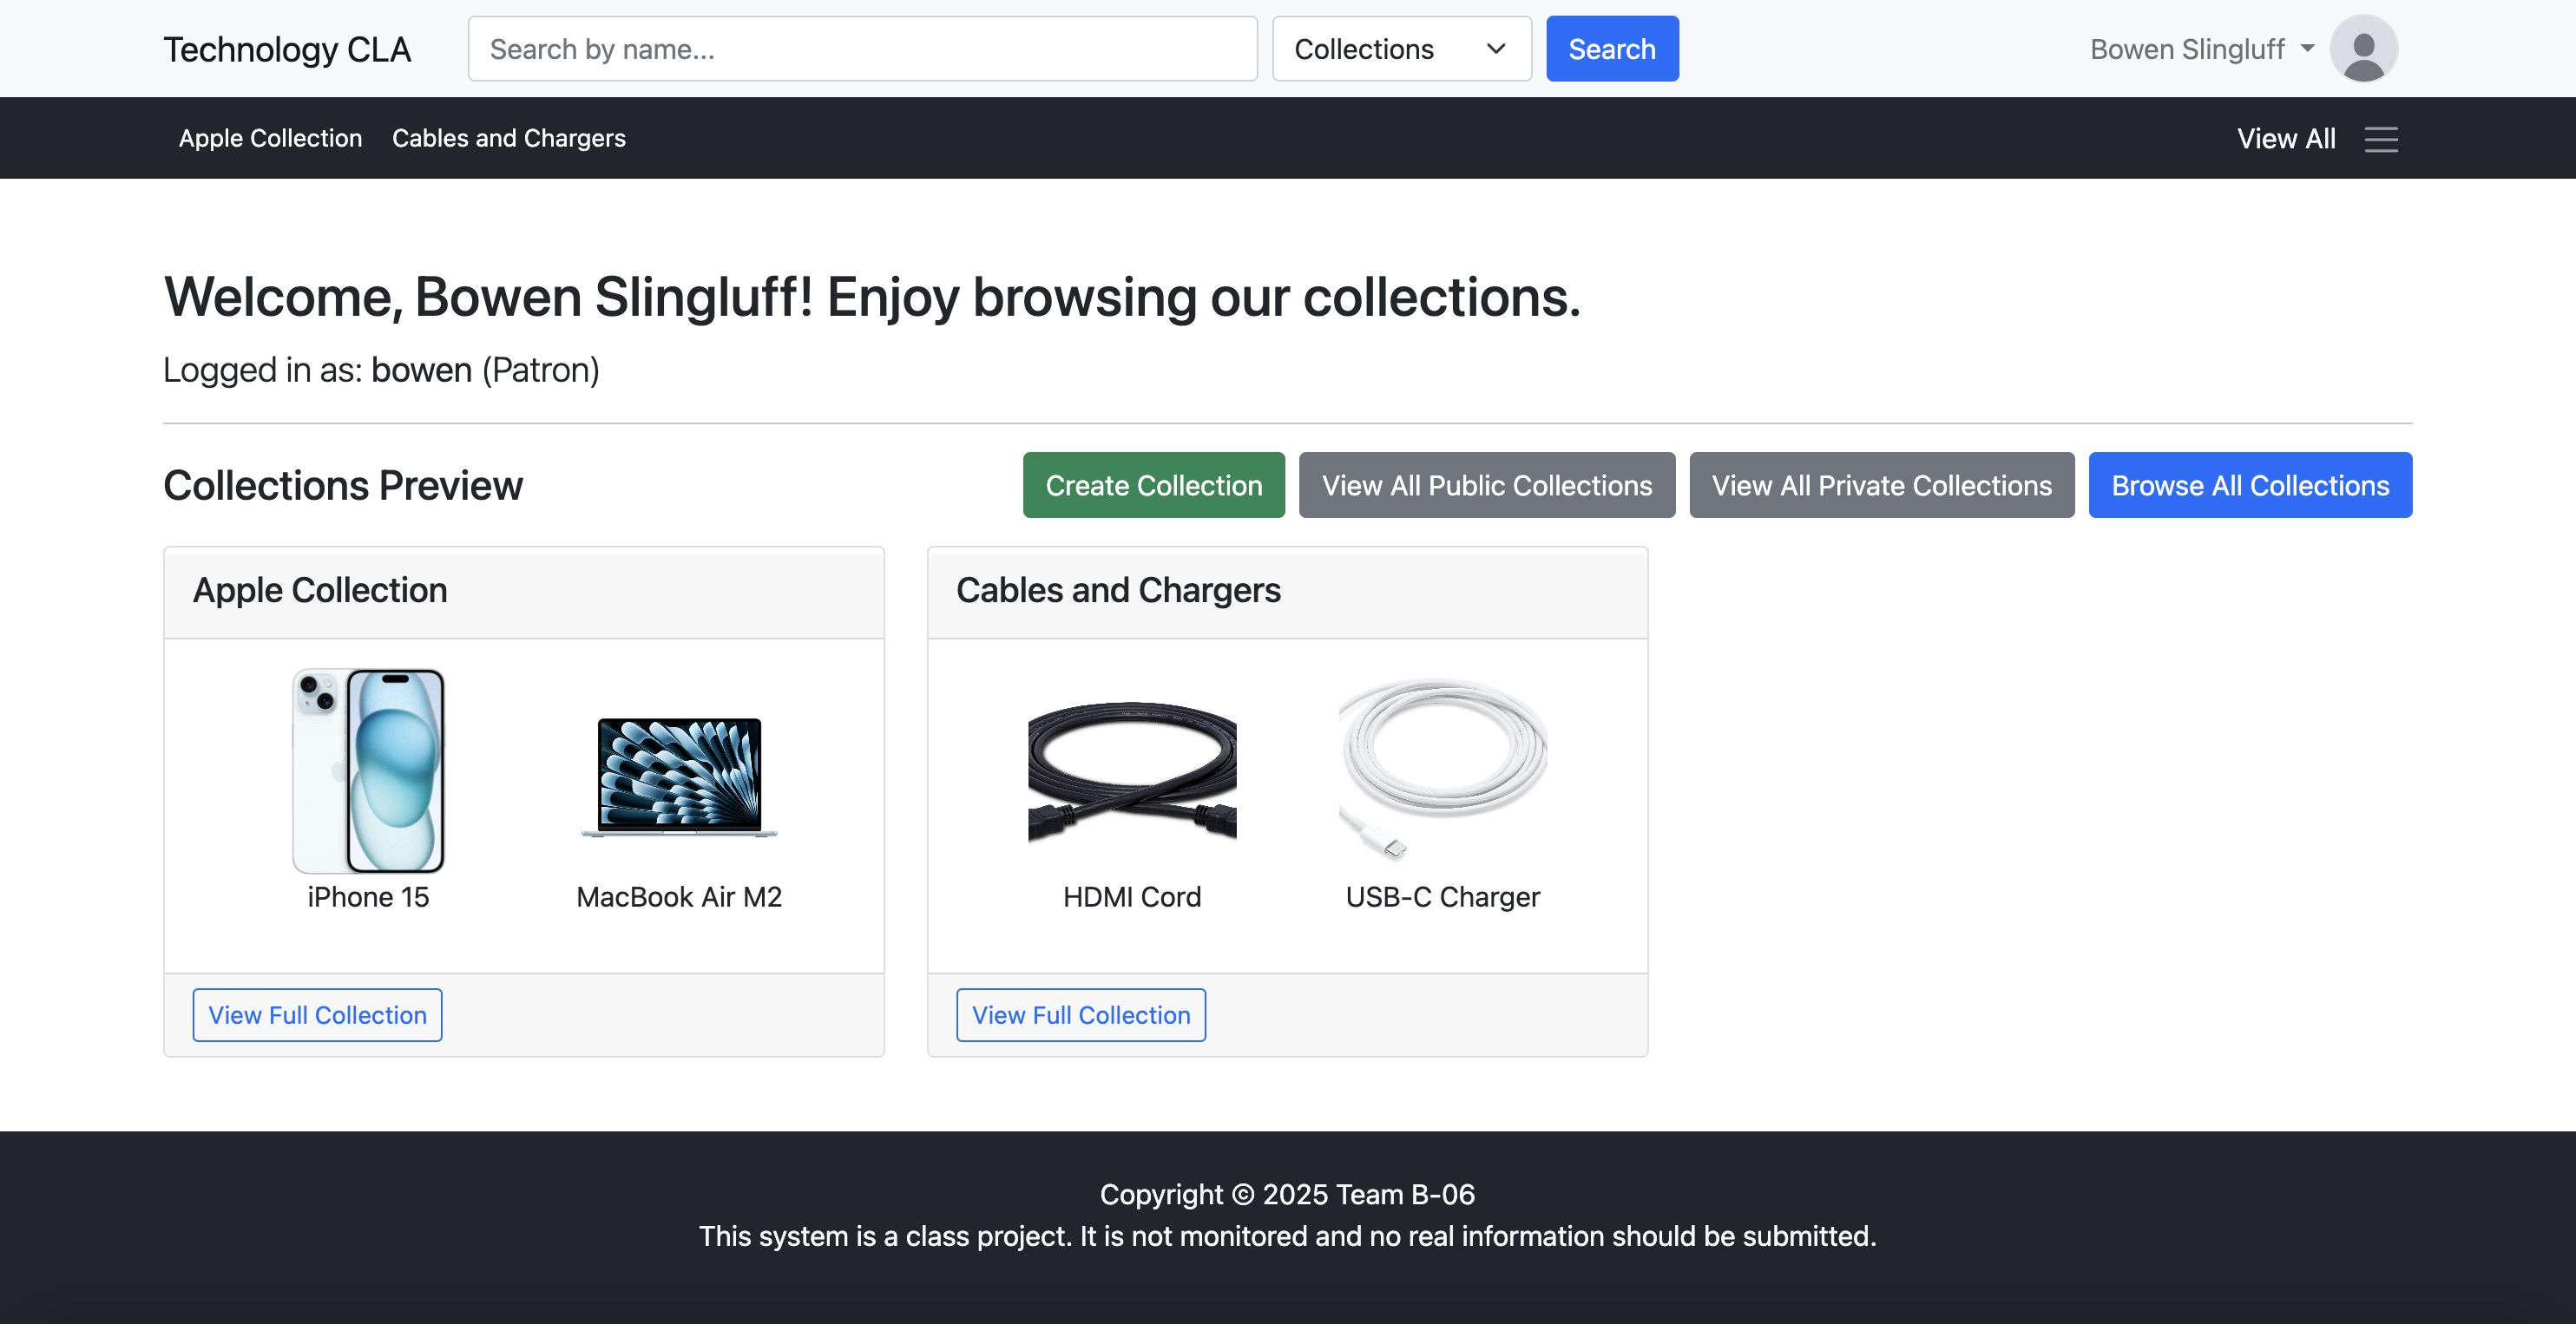 Technology CLA
Search by name...
Collections
Search
Bowen Slingluff
Apple Collection
Cables and Chargers
View All
Welcome, Bowen Slingluff! Enjoy browsing our collections.
Logged in as: bowen (Patron)
Collections Preview
Create Collection
View All Public Collections
View All Private Collections
Browse All Collections
Apple Collection
iPhone 15
MacBook Air M2
View Full Collection
Cables and Chargers
HDMI Cord
USB-C Charger
View Full Collection
Copyright © 2025 Team B-06
This system is a class project. It is not monitored and no real information should be submitted.